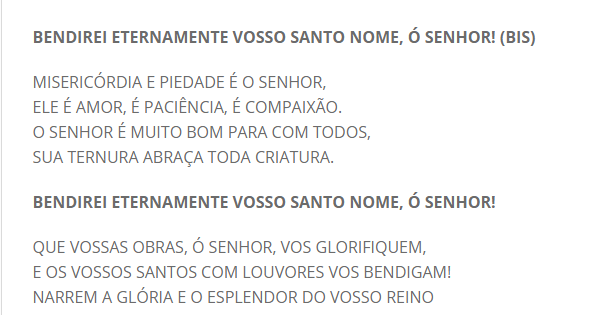 BENDIREI ETERNAMENTE VOSSO SANTO NOME, Ó SENHOR! (BIS)
MISERICÓRDIA E PIEDADE É O SENHOR,
ELE É AMOR, É PACIÊNCIA, É COMPAIXÃO.
O SENHOR É MUITO BOM PARA COM TODOS,
SUA TERNURA ABRAÇA TODA CRIATURA.
BENDIREI ETERNAMENTE VOSSO SANTO NOME, Ó SENHOR!
QUE VOSSAS OBRAS, Ó SENHOR, VOS GLORIFIQUEM,
E OS VOSSOS SANTOS COM LOUVORES VOS BENDIGAM!
NARREM A GLÓRIA E O ESPLENDOR DO VOSSO REINO